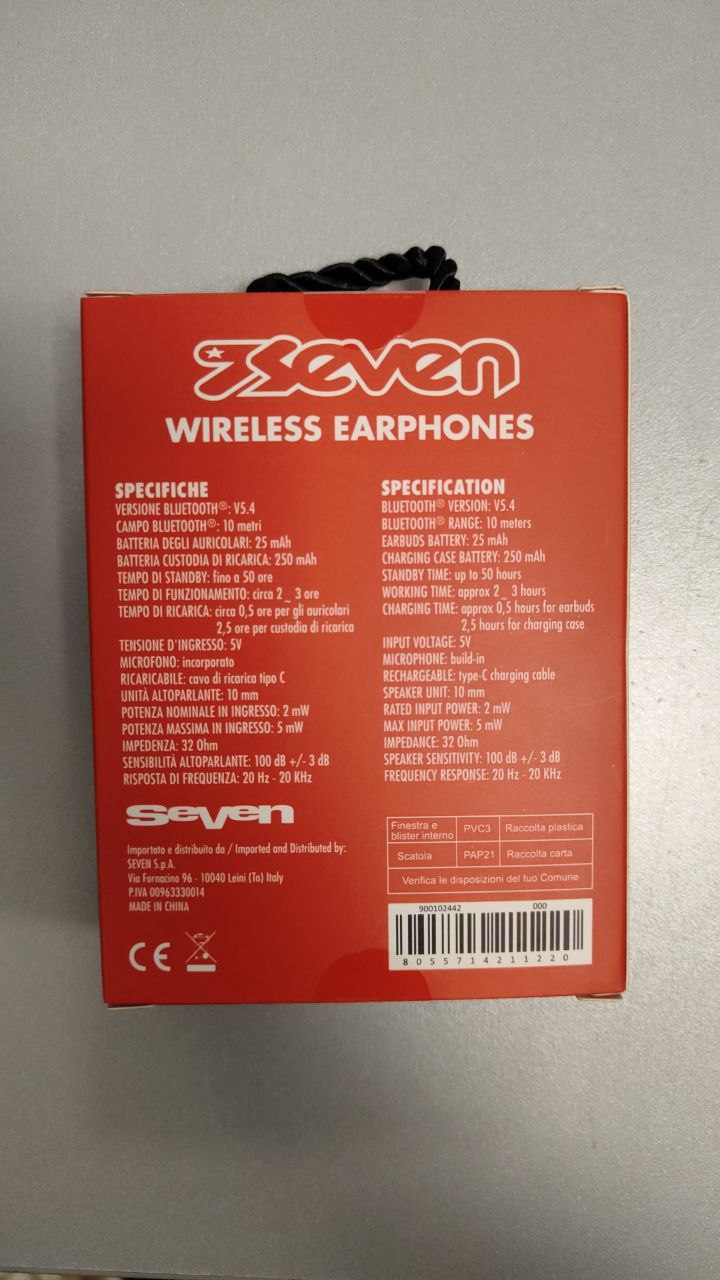 7Seven
WIRELESS EARPHONES
SPECIFICHE
VERSIONE BLUETOOTH®: V5.4
CAMPO BLUETOOTH®: 10 metri
BATTERIA DEGLI AURICOLARI: 25 mAh
BATTERIA CUSTODIA DI RICARICA: 250 mAh
TEMPO DI STANDBY: fino a 50 ore
TEMPO DI FUNZIONAMENTO: circa 2 ~ 3 ore
TEMPO DI RICARICA: circa 0,5 ore per gli auricolari
2,5 ore per custodia di ricarica
TENSIONE D'INGRESSO: 5V
MICROFONO: incorporato
RICARICABILE: cavo di ricarica tipo C
UNITÀ ALTOPARLANTE: 10 mm
POTENZA NOMINALE IN INGRESSO: 2 mW
POTENZA MASSIMA IN INGRESSO: 5 mW
IMPEDENZA: 32 Ohm
SENSIBILITÀ ALTOPARLANTE: 100 dB +/- 3 dB
RISPOSTA DI FREQUENZA: 20 Hz - 20 KHz
SPECIFICATION
BLUETOOTH® VERSION: V5.4
BLUETOOTH® RANGE: 10 meters
EARBUDS BATTERY: 25 mAh
CHARGING CASE BATTERY: 250 mAh
STANDBY TIME: up to 50 hours
WORKING TIME: approx 2 ~ 3 hours
CHARGING TIME: approx 0,5 hours for earbuds
2,5 hours for charging case
INPUT VOLTAGE: 5V
MICROPHONE: build-in
RECHARGEABLE: type-C charging cable
SPEAKER UNIT: 10 mm
RATED INPUT POWER: 2 mW
MAX INPUT POWER: 5 mW
IMPEDANCE: 32 Ohm
SPEAKER SENSITIVITY: 100 dB +/- 3 dB
FREQUENCY RESPONSE: 20 Hz - 20 KHz
Seven
Importato e distribuito da / Imported and Distributed by:
SEVEN S.p.A.
Via Fornacino 96 - 10040 Leinì (To) Italy
P.IVA 00963330014
MADE IN CHINA
CE
Finestra e blister interno PVC3 Raccolta plastica
Scatola PAP21 Raccolta carta
Verifica le disposizioni del tuo Comune
900102442 000
8055714211220